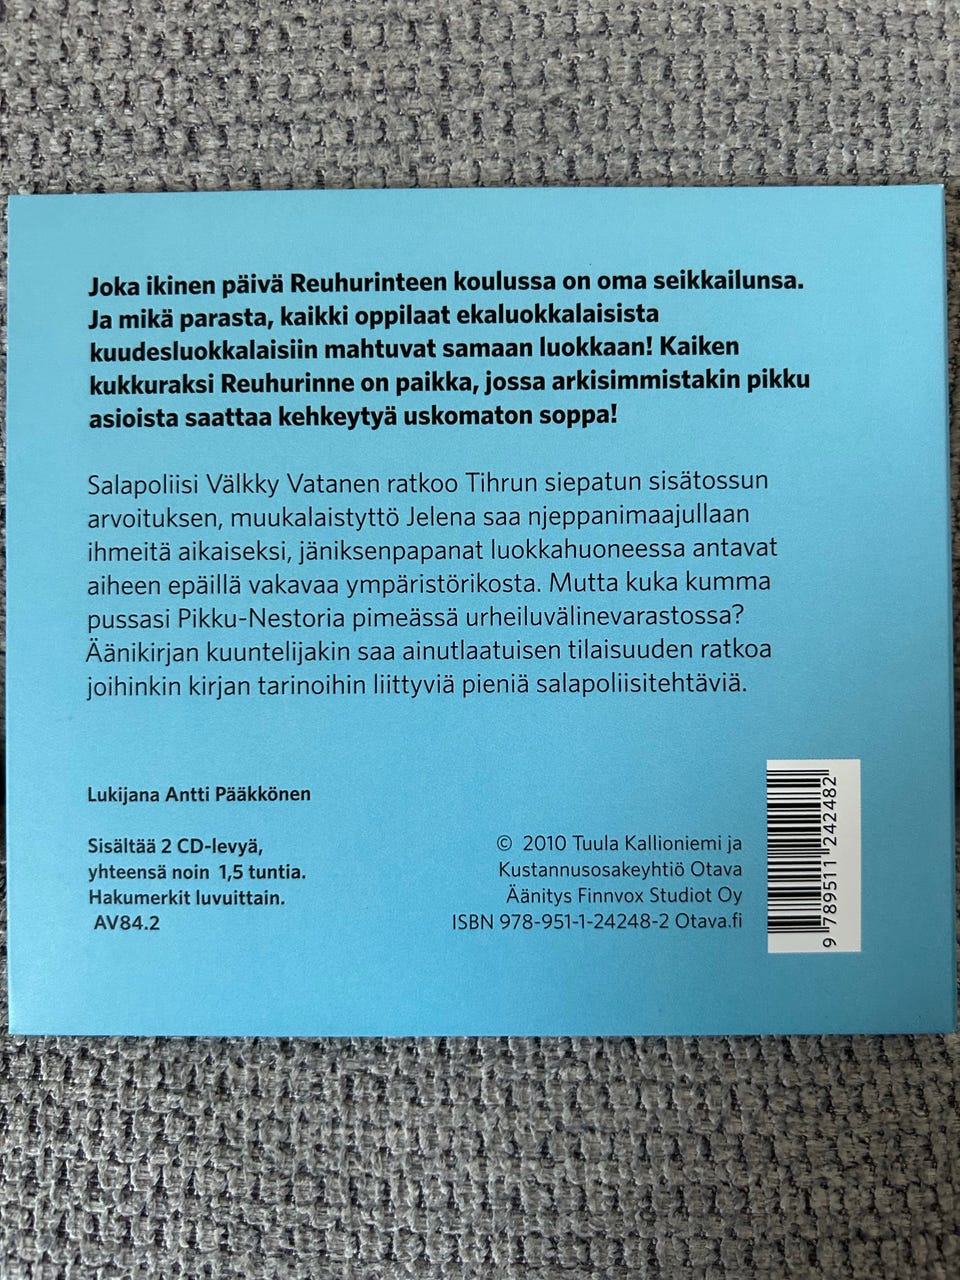 Joka ikinen päivä Reuhurinteen koulussa on oma seikkailunsa.
Ja mikä parasta, kaikki oppilaat ekaluokkalaisista
kuudesluokkalaisiin mahtuvat samaan luokkaan! Kaiken
kukkuraksi Reuhurinne on paikka, jossa arkisimmistakin pikku
asioista saattaa kehkeytyä uskomaton soppa!
Salapoliisi Välkky Vatanen ratkoo Tihrun siepatun sisätossun
arvoituksen, muukalaistyttö Jelena saa njeppanimaajullaan
ihmeitä aikaiseksi, jäniksenpapanat luokkahuoneessa antavat
aiheen epäillä vakavaa ympäristörikosta. Mutta kuka kumma
pussasi Pikku-Nestoria pimeässä urheiluvälinevarastossa?
Äänikirjan kuuntelijakin saa ainutlaatuisen tilaisuuden ratkoa
joihinkin kirjan tarinoihin liittyviä pieniä salapoliisitehtäviä.
Lukijana Antti Pääkkönen
Sisältää 2 CD-levyä,
yhteensä noin 1,5 tuntia.
Hakumerkit luvuittain.
AV84.2
© 2010 Tuula Kallioniemi ja
Kustannusosakeyhtiö Otava
Äänitys Finnvox Studiot Oy
ISBN 978-951-1-24248-2 Otava.fi
9 789511 242482